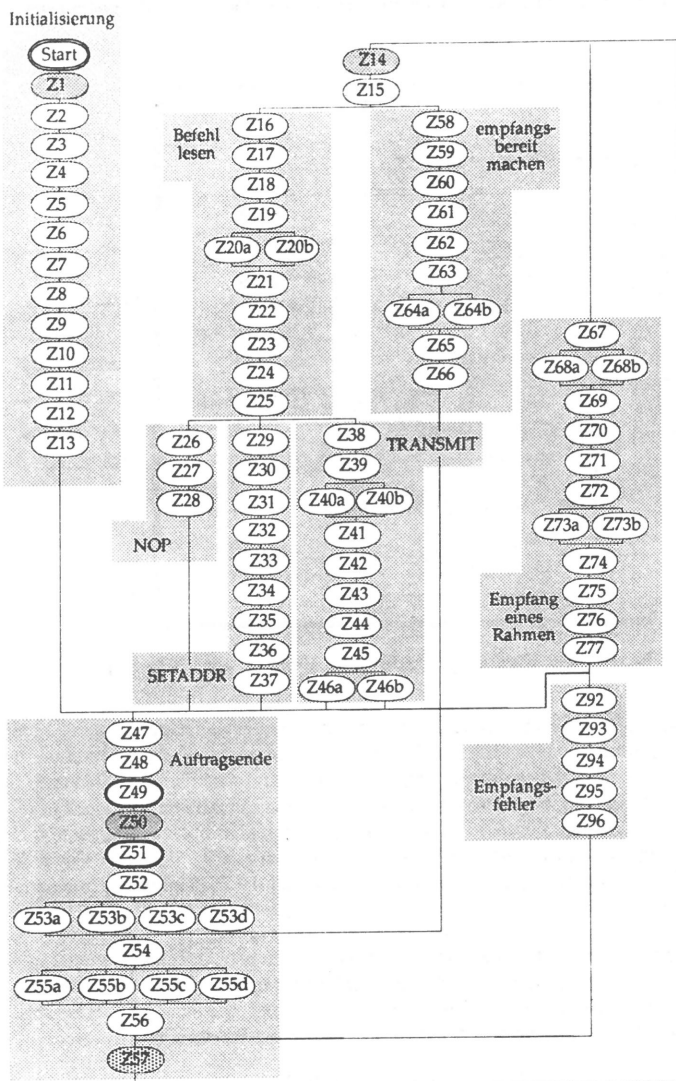 Initialisierung
Start
Z1
Z2
Z3
Z4
Z5
Z6
Z7
Z8
Z9
Z10
Z11
Z12
Z13
Z14
Z15
Befehl
lesen
Z16
Z17
Z18
Z19
Z20a Z20b
Z21
Z22
Z23
Z24
Z25
Z58
Z59
Z60
Z61
Z62
Z63
Z64a Z64b
Z65
Z66
empfangs-
bereit
machen
Z67
Z68a Z68b
Z69
Z70
Z71
Z72
Z73a Z73b
Z74
Z75
Z76
Z77
Empfang
eines
Rahmen
Z26
Z27
Z28
NOP
Z29
Z30
Z31
Z32
Z33
Z34
Z35
Z36
Z37
SETADDR
Z38
Z39
Z40a Z40b
Z41
Z42
Z43
Z44
Z45
Z46a Z46b
TRANSMIT
Z92
Z93
Z94
Z95
Z96
Empfangs-
fehler
Z47
Z48
Z49
Z50
Z51
Z52
Z53a Z53b Z53c Z53d
Z54
Z55a Z55b Z55c Z55d
Z56
Z57
Auftragsende